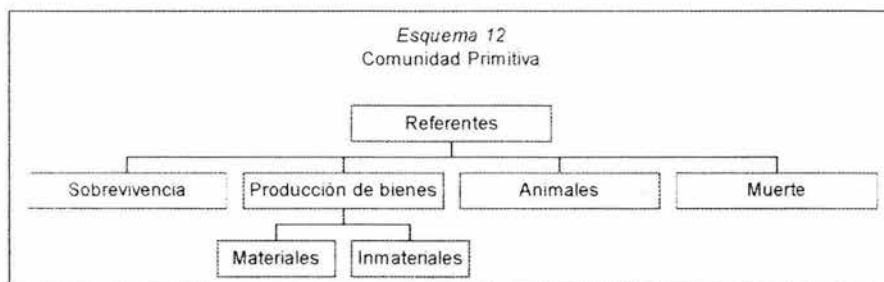 Esquema 12
Comunidad Primitiva
Referentes
Sobrevivencia
Producción de bienes
Animales
Muerte
Materiales
Inmateriales